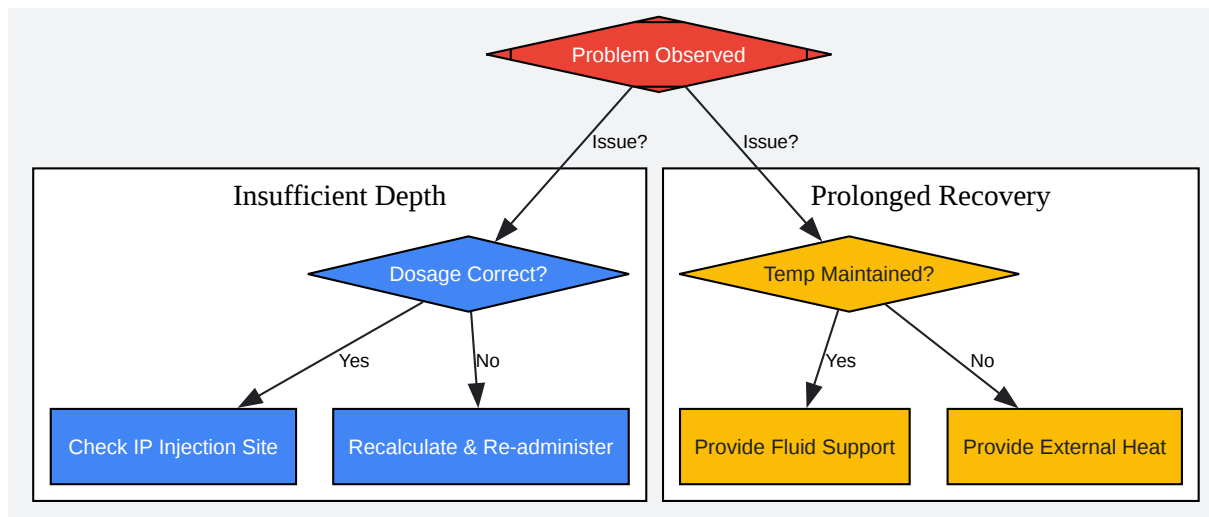 Problem Observed
Issue?
Issue?
Insufficient Depth
Prolonged Recovery
Dosage Correct?
Temp Maintained?
Yes
No
Yes
No
Check IP Injection Site
Recalculate & Re-administer
Provide Fluid Support
Provide External Heat